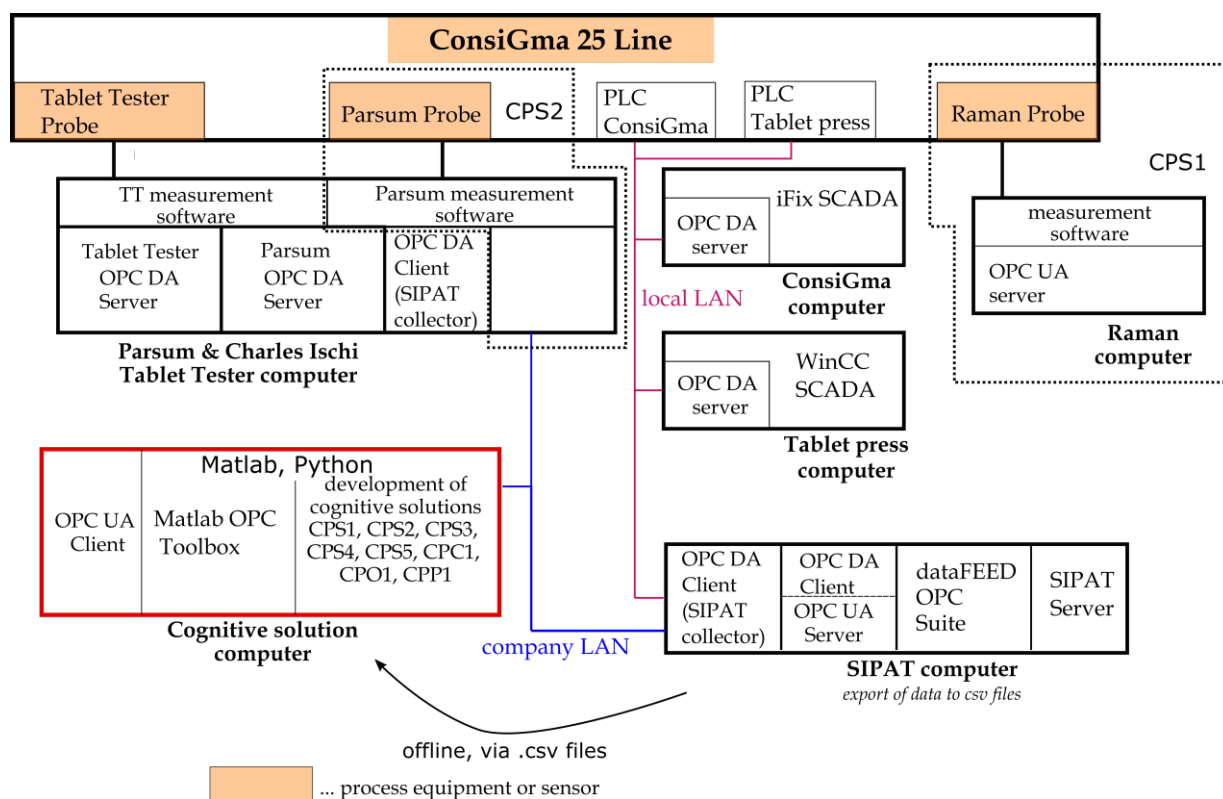 ConsiGma 25 Line
Tablet Tester
Probe
Parsum Probe
CPS2
PLC
ConsiGma
PLC
Tablet press
Raman Probe
CPS1
TT measurement
software
Parsum measurement
software
Tablet Tester
OPC DA
Server
Parsum
OPC DA
Server
OPC DA
Client
(SIPAT
collector)
Parsum & Charles Ischi
Tablet Tester computer
OPC DA
server
iFix SCADA
ConsiGma
computer
local LAN
measurement
software
OPC UA
server
Raman
computer
OPC DA
server
WinCC
SCADA
Tablet press
computer
Matlab, Python
OPC UA
Client
Matlab OPC
Toolbox
development of
cognitive solutions
CPS1, CPS2, CPS3,
CPS4, CPS5, CPC1,
CPO1, CPP1
Cognitive solution
computer
company LAN
OPC DA
Client
(SIPAT
collector)
OPC DA
Client
OPC UA
Server
dataFEED
OPC
Suite
SIPAT
Server
SIPAT computer
export of data to csv files
offline, via .csv files
... process equipment or sensor